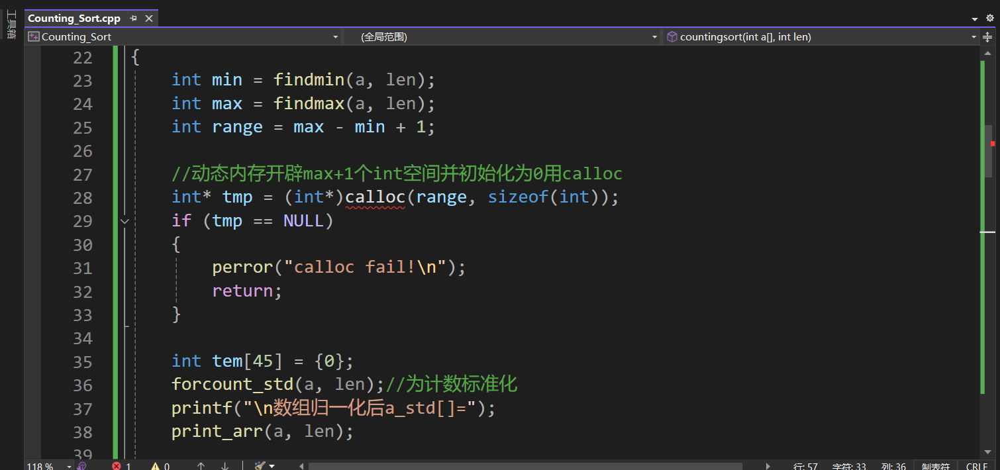 工具箱
Counting_Sort.cpp
Counting_Sort (全局范围) countingsort(int a[], int len)
22 {
23 int min = findmin(a, len);
24 int max = findmax(a, len);
25 int range = max - min + 1;
26
27 //动态内存开辟max+1个int空间并初始化为0用calloc
28 int* tmp = (int*)calloc(range, sizeof(int));
29 if (tmp == NULL)
30 {
31 perror("calloc fail!\n");
32 return;
33 }
34
35 int tem[45] = {0};
36 forcount_std(a, len);//为计数标准化
37 printf("\n数组归一化后a_std[]=");
38 print_arr(a, len);
39
118 % 1 0 行: 57 字符: 33 列: 36 制表符 CRLF